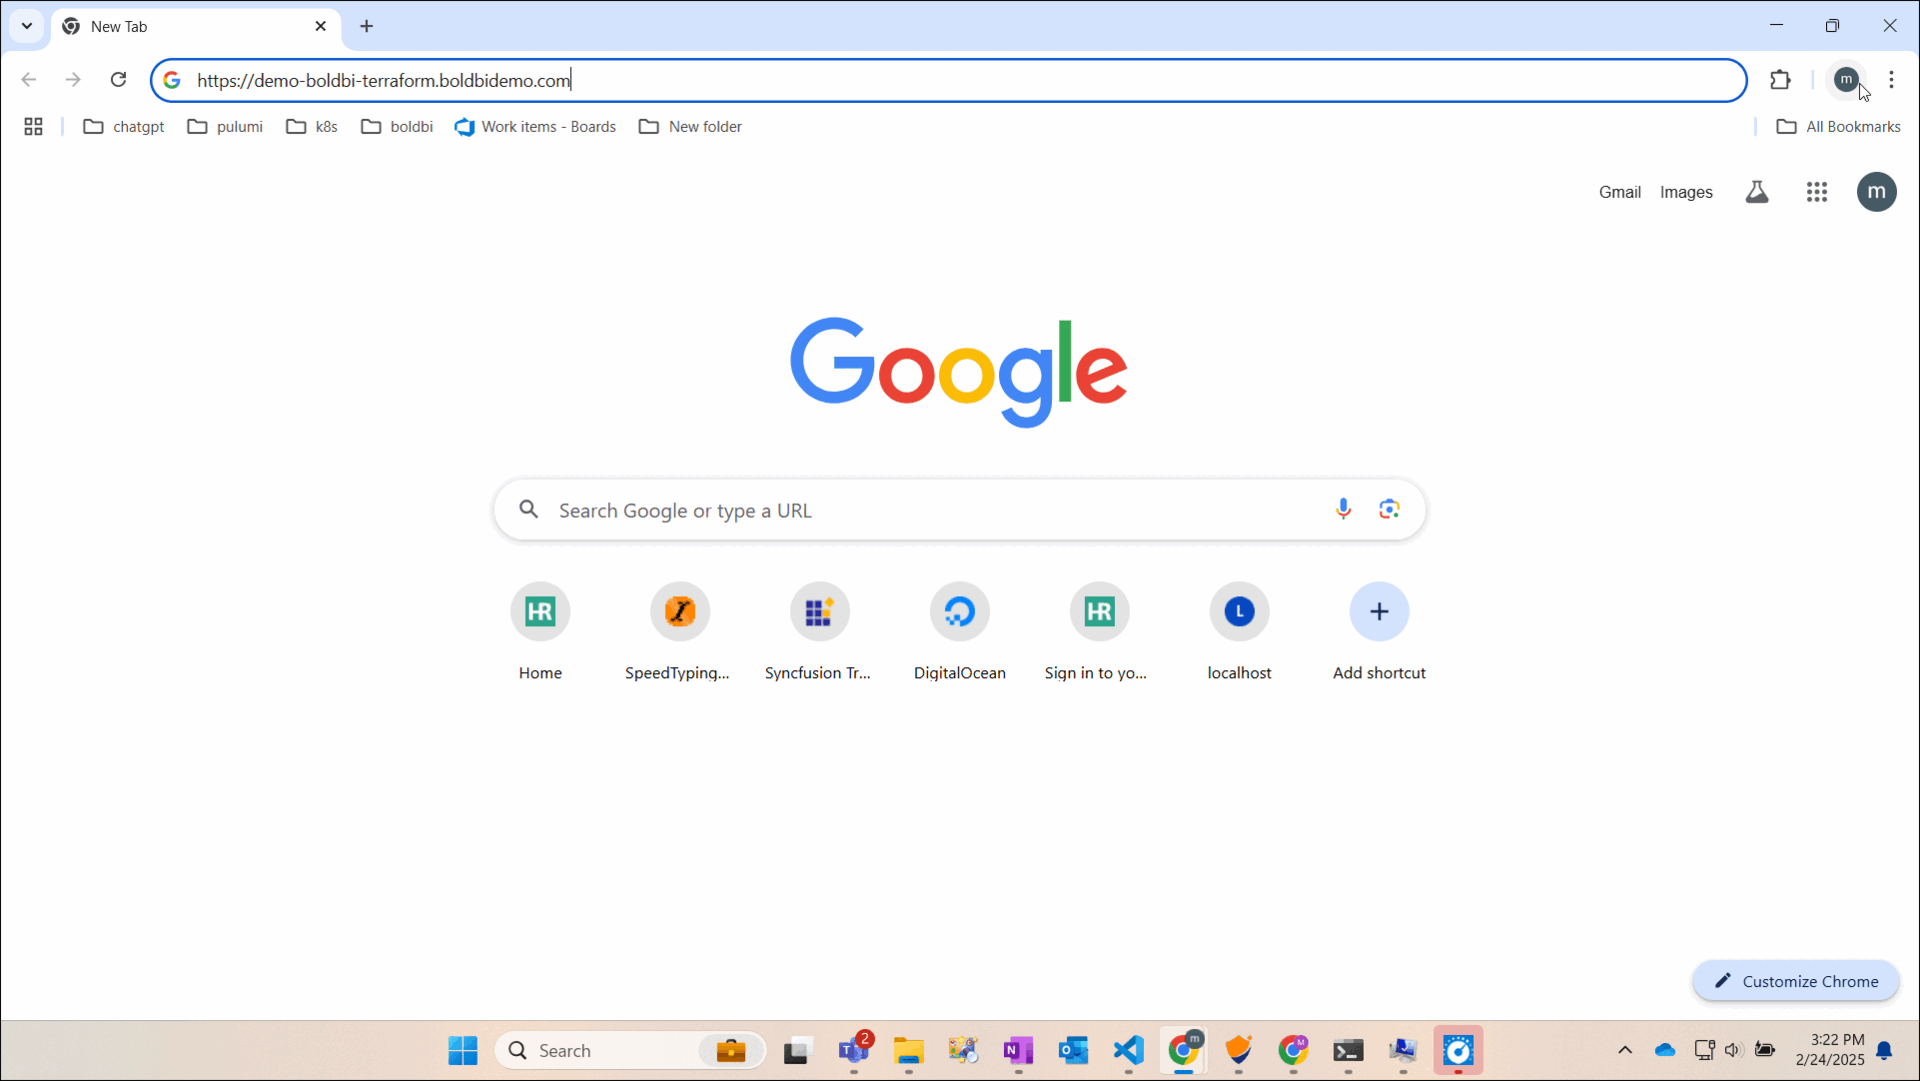 New Tab
https://demo-boldbi-terraform.boldbidemo.com
m
chatgpt
pulumi
k8s
boldbi
Work items - Boards
New folder
All Bookmarks
Gmail
Images
m
Google
Search Google or type a URL
HR
HR
L
Home
SpeedTyping...
Syncfusion Tr...
DigitalOcean
Sign in to yo...
localhost
Add shortcut
Customize Chrome
Search
2
T
N
m
M
3:22 PM
2/24/2025